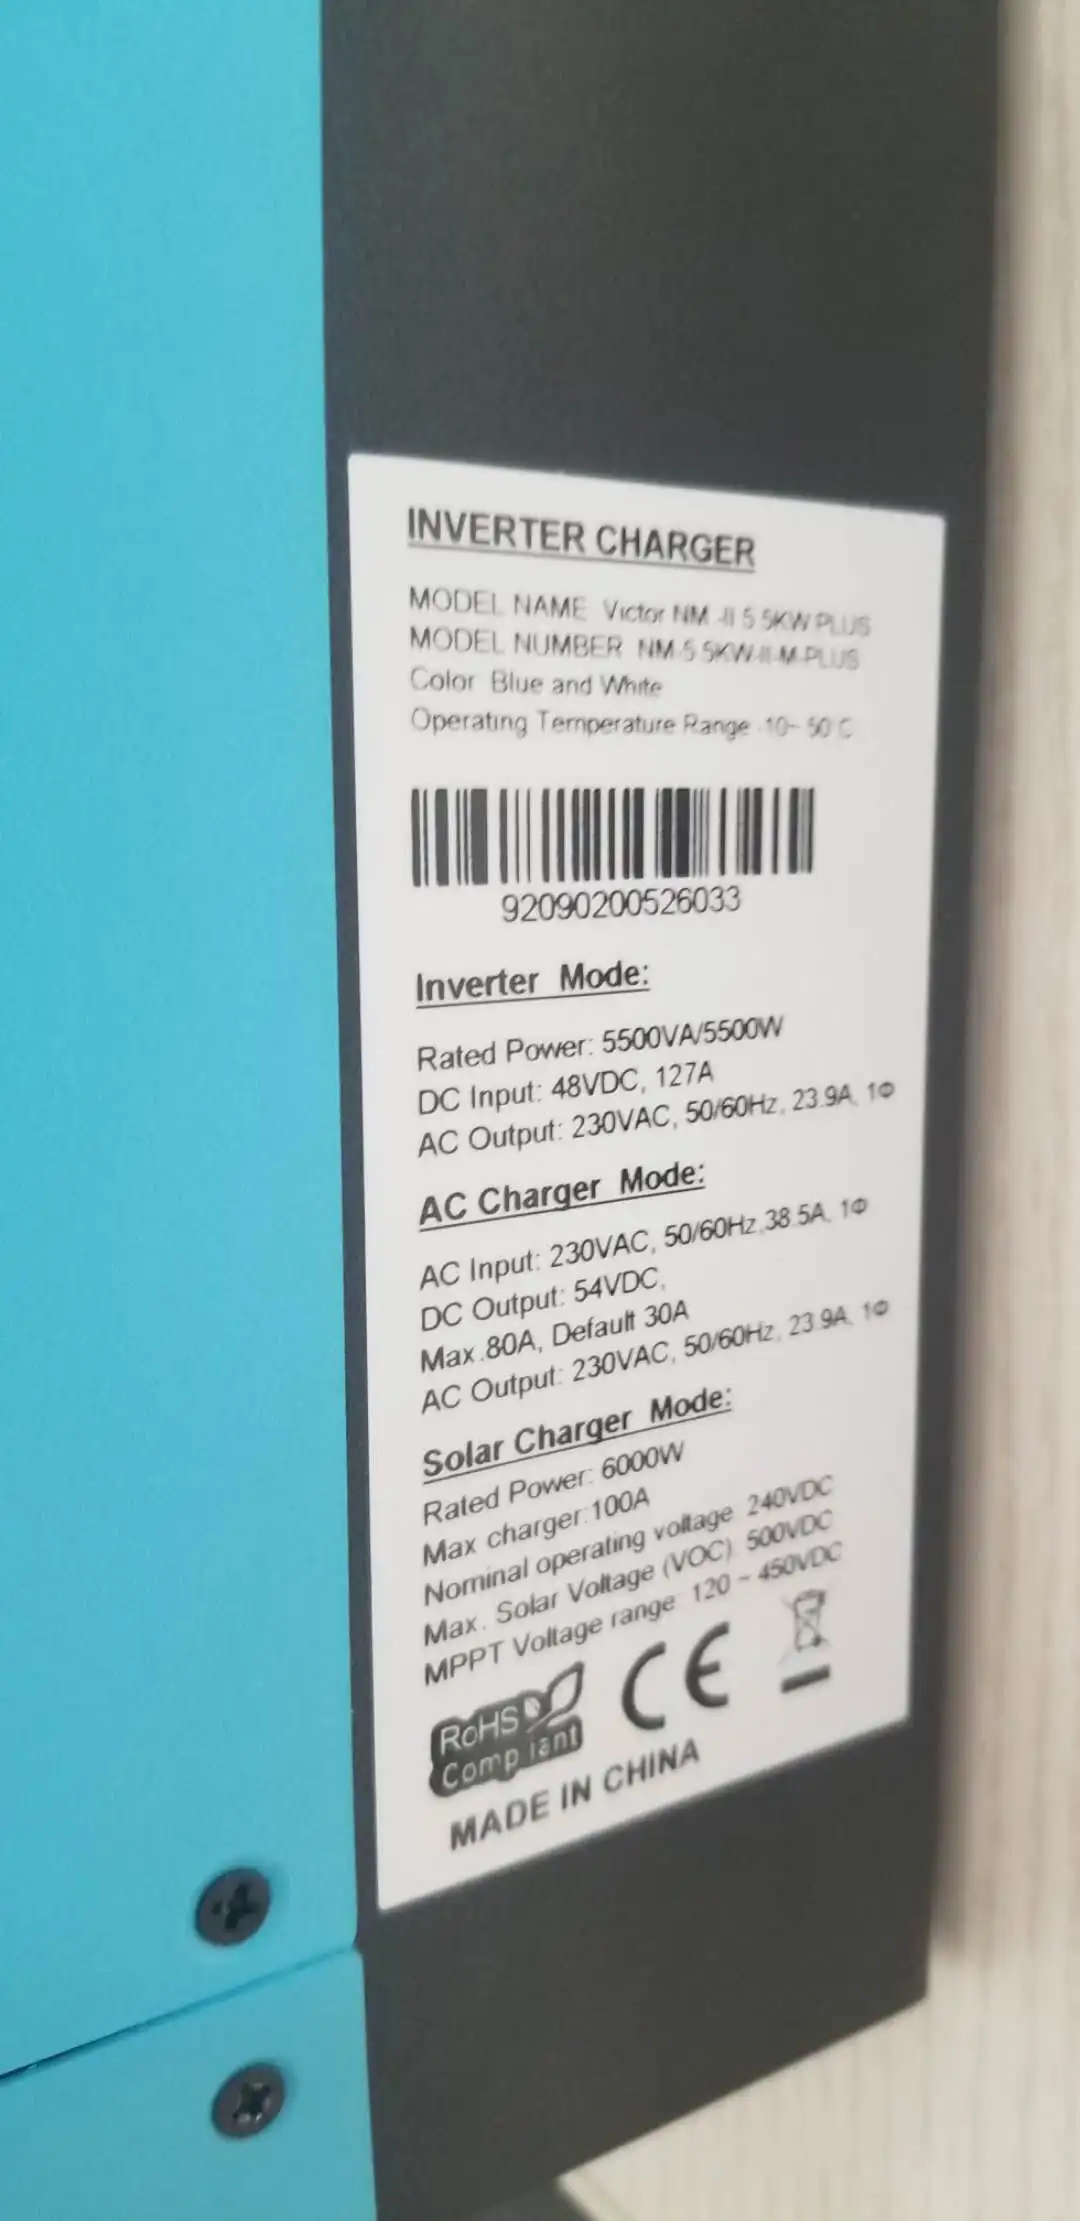 INVERTER CHARGER
MODEL NAME Victor NM -II 5.5KW PLUS
MODEL NUMBER NM-5.5KW-II-M-PLUS
Color Blue and White
Operating Temperature Range -10~ 50°C
92090200526033
Inverter Mode:
Rated Power: 5500VA/5500W
DC Input: 48VDC, 127A
AC Output: 230VAC, 50/60Hz, 23.9A, 1Φ
AC Charger Mode:
AC Input: 230VAC, 50/60Hz,38.5A, 1Φ
DC Output: 54VDC,
Max.80A, Default 30A
AC Output: 230VAC, 50/60Hz, 23.9A, 1Φ
Solar Charger Mode:
Rated Power: 6000W
Max charger:100A
Nominal operating voltage 240VDC
Max. Solar Voltage (VOC) 500VDC
MPPT Voltage range 120 ~ 450VDC
RoHS
Compliant
CE
MADE IN CHINA